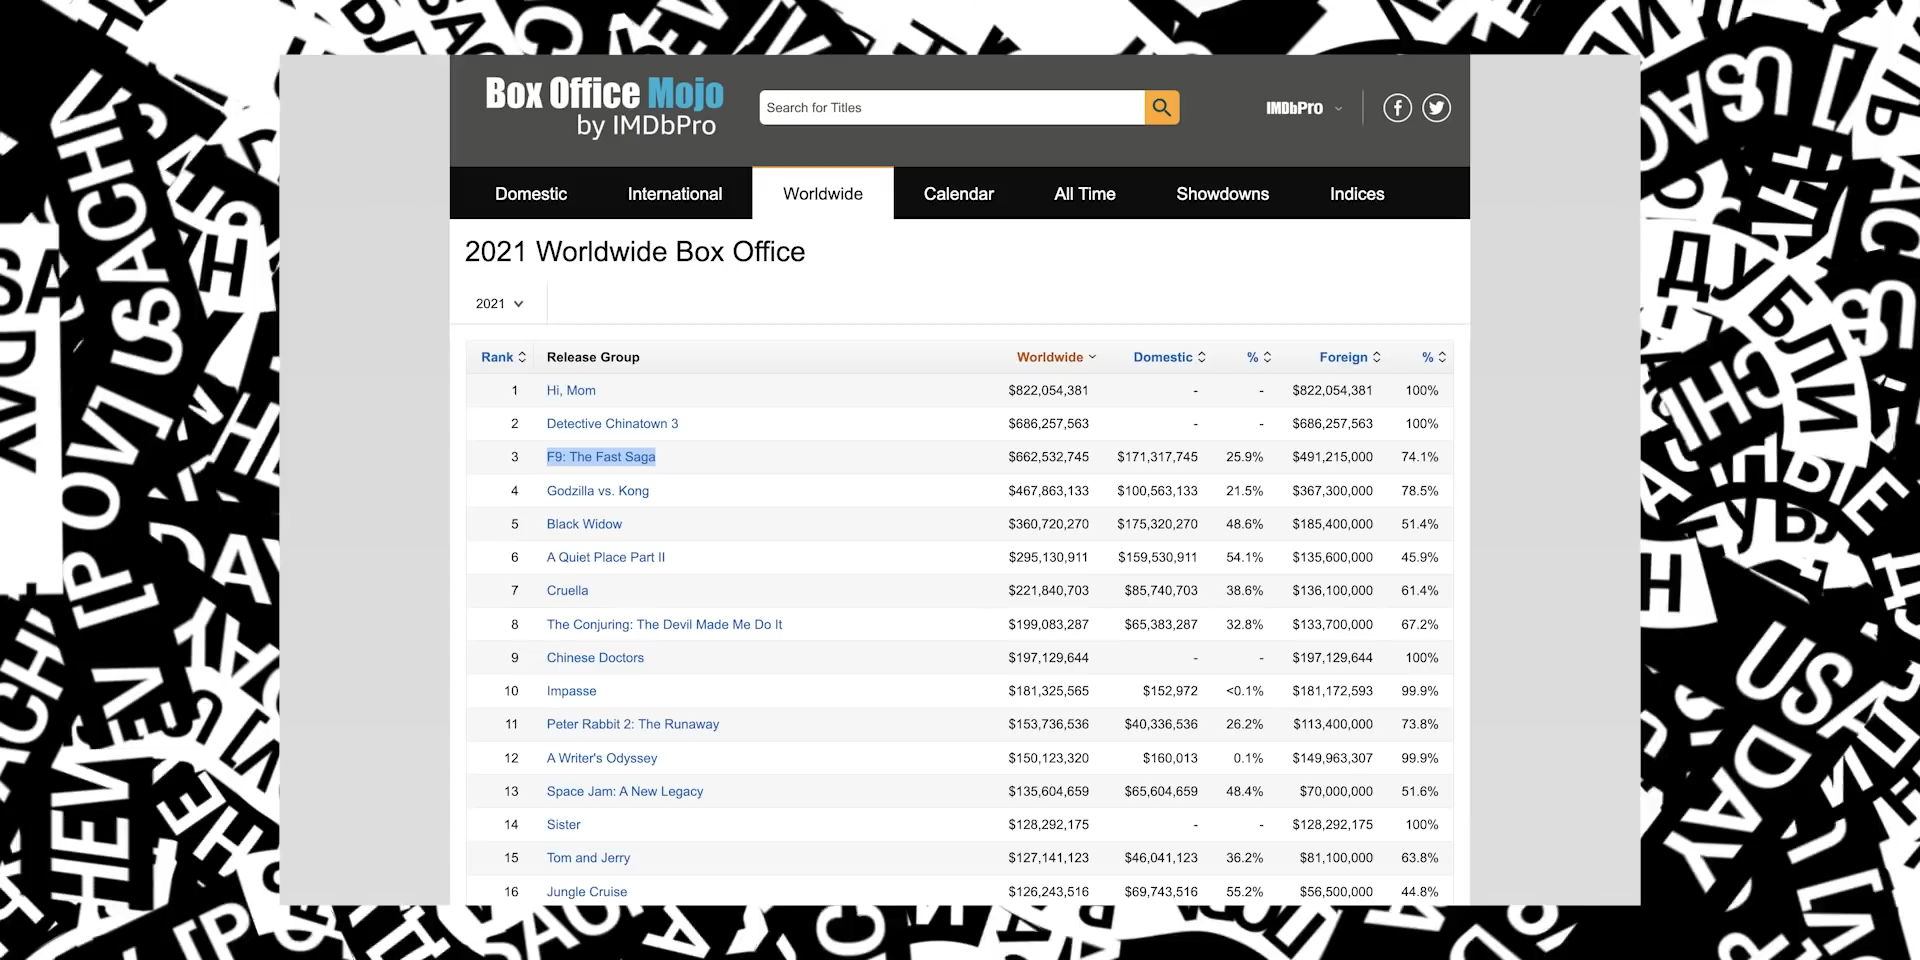 Box Office Mojo
by IMDbPro
Search for Titles
IMDbPro
Domestic International Worldwide Calendar All Time Showdowns Indices
2021 Worldwide Box Office
2021
Rank Release Group Worldwide Domestic % Foreign %
1 Hi, Mom $822,054,381 - - $822,054,381 100%
2 Detective Chinatown 3 $686,257,563 - - $686,257,563 100%
3 F9: The Fast Saga $662,532,745 $171,317,745 25.9% $491,215,000 74.1%
4 Godzilla vs. Kong $467,863,133 $100,563,133 21.5% $367,300,000 78.5%
5 Black Widow $360,720,270 $175,320,270 48.6% $185,400,000 51.4%
6 A Quiet Place Part II $295,130,911 $159,530,911 54.1% $135,600,000 45.9%
7 Cruella $221,840,703 $85,740,703 38.6% $136,100,000 61.4%
8 The Conjuring: The Devil Made Me Do It $199,083,287 $65,383,287 32.8% $133,700,000 67.2%
9 Chinese Doctors $197,129,644 - - $197,129,644 100%
10 Impasse $181,325,565 $152,972 <0.1% $181,172,593 99.9%
11 Peter Rabbit 2: The Runaway $153,736,536 $40,336,536 26.2% $113,400,000 73.8%
12 A Writer's Odyssey $150,123,320 $160,013 0.1% $149,963,307 99.9%
13 Space Jam: A New Legacy $135,604,659 $65,604,659 48.4% $70,000,000 51.6%
14 Sister $128,292,175 - - $128,292,175 100%
15 Tom and Jerry $127,141,123 $46,041,123 36.2% $81,100,000 63.8%
16 Jungle Cruise $126,243,516 $69,743,516 55.2% $56,500,000 44.8%